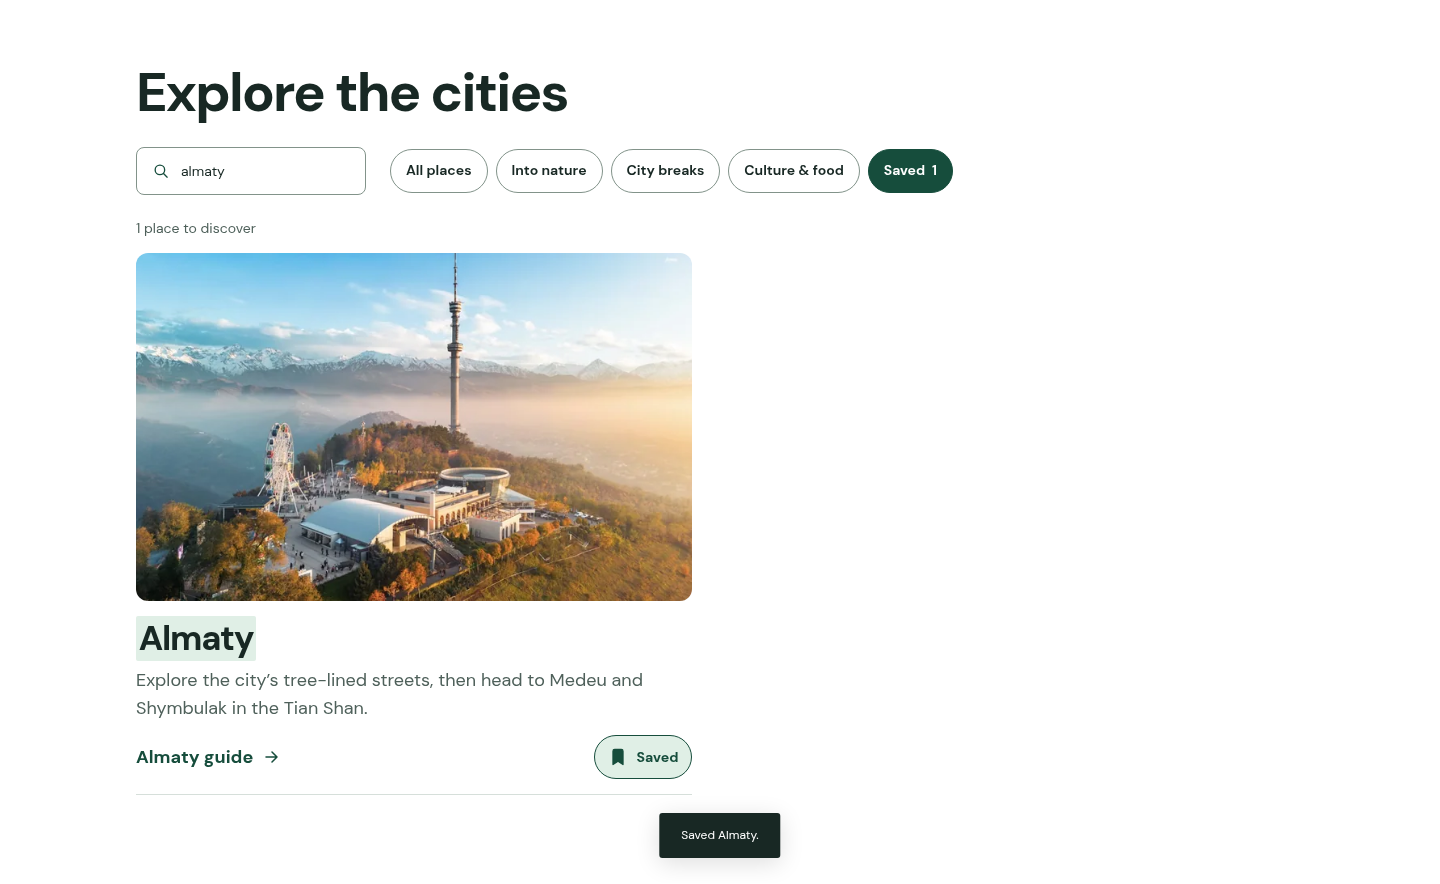 Explore the cities
almaty
All places
Into nature
City breaks
Culture & food
Saved 1
1 place to discover
Almaty
Explore the city’s tree-lined streets, then head to Medeu and
Shymbulak in the Tian Shan.
Almaty guide →
Saved
Saved Almaty.